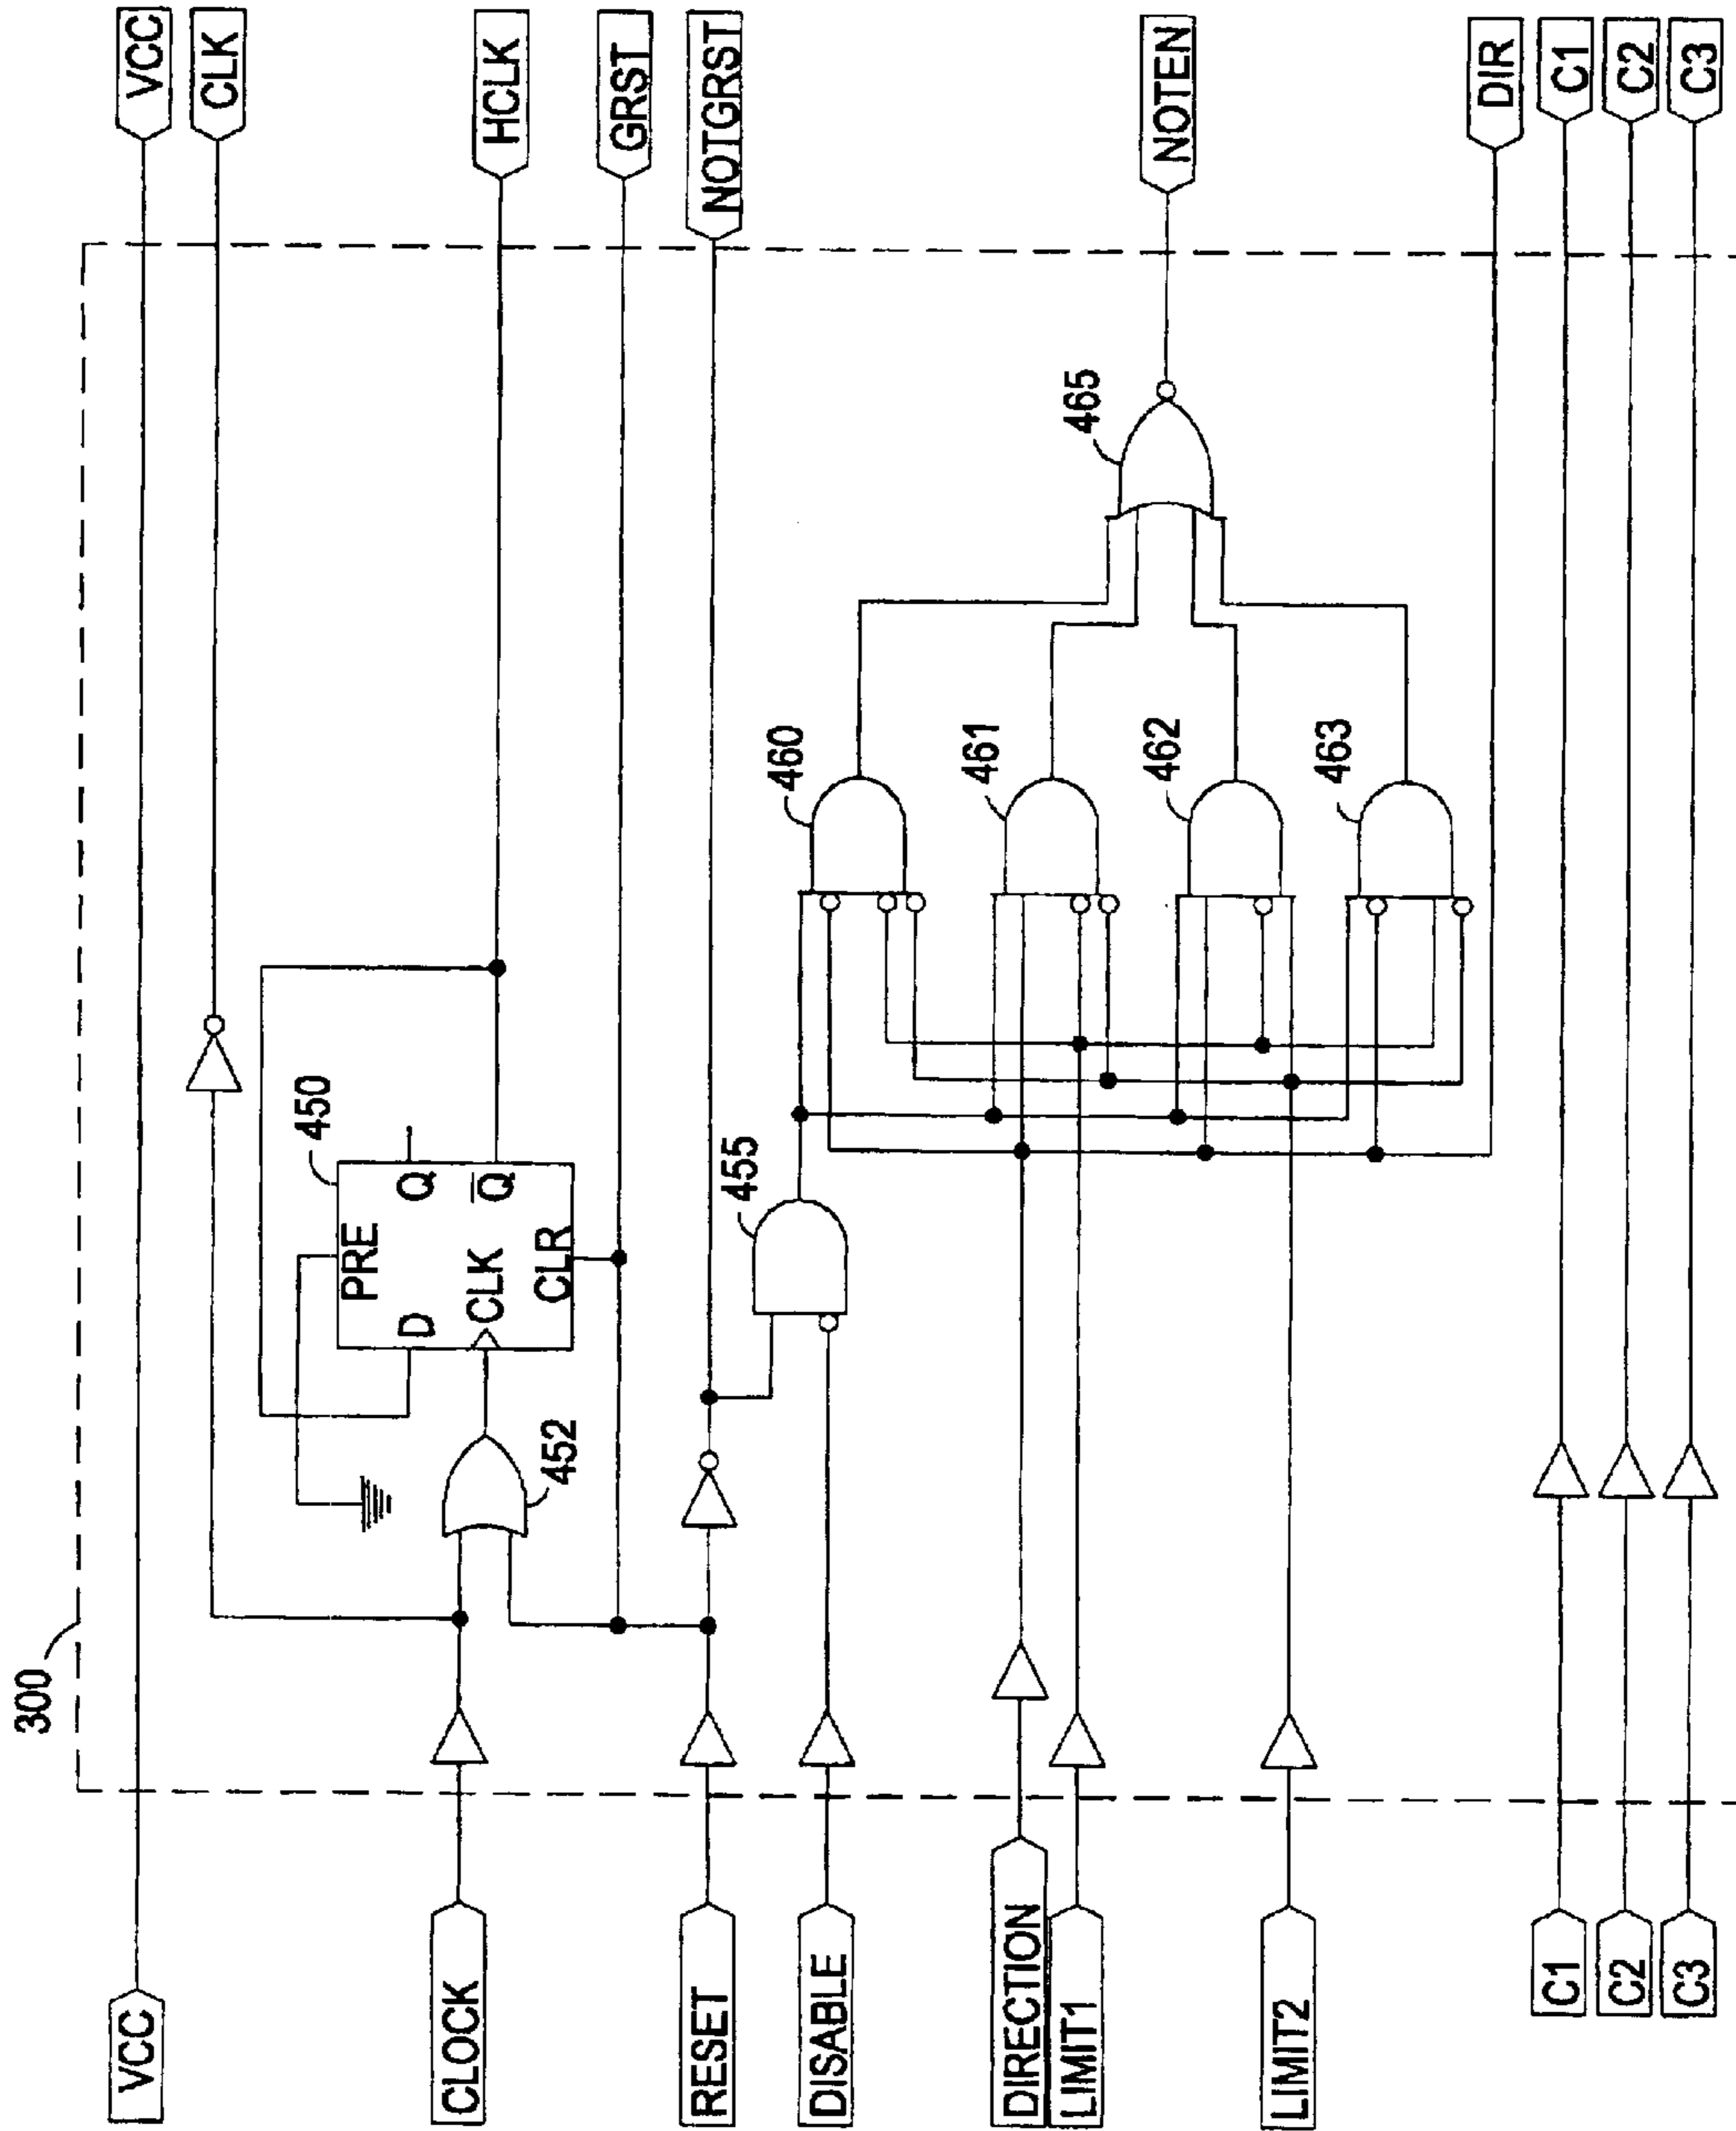 300
VCC
VCC
CLK
CLOCK
452
450
PRE
D
Q
CLK
Q
CLR
HCLK
GRST
RESET
NOTGRST
DISABLE
455
460
461
462
463
465
NOTEN
DIRECTION
LIMIT1
LIMIT2
DIR
C1
C1
C2
C2
C3
C3